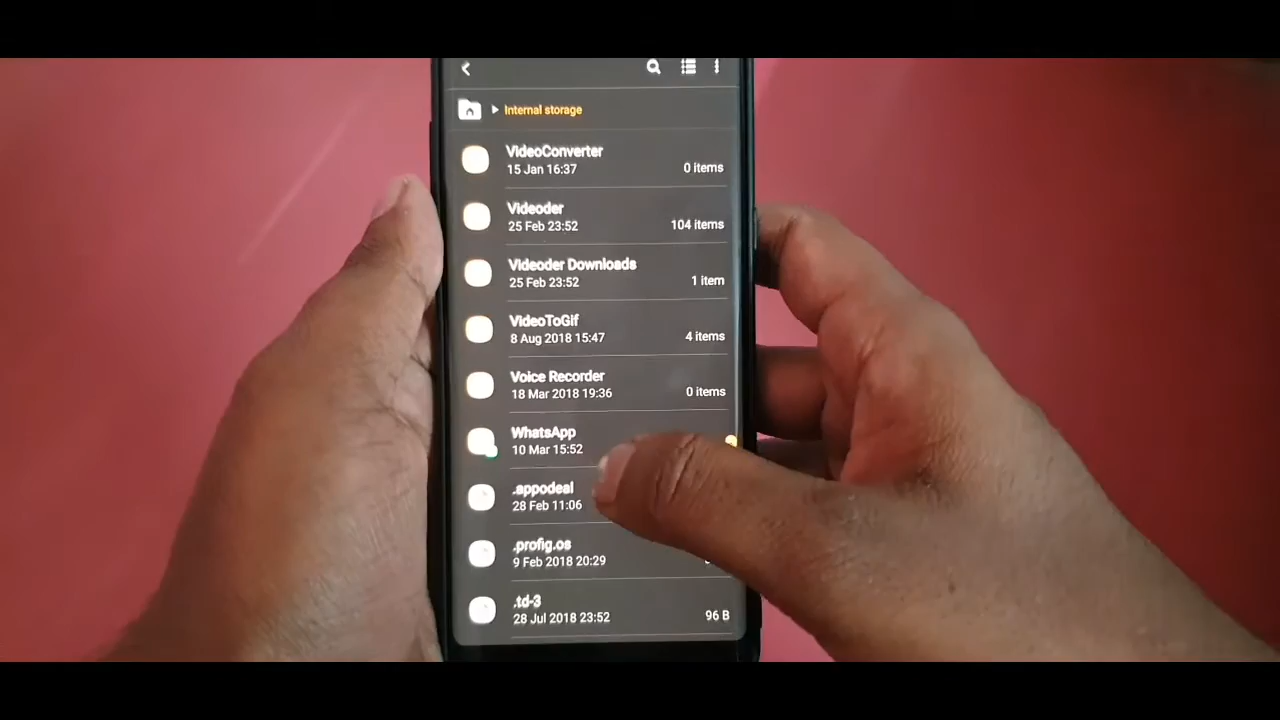 Internal storage
VideoConverter
15 Jan 16:37
0 items
Videoder
25 Feb 23:52
104 items
Videoder Downloads
25 Feb 23:52
1 item
VideoToGif
8 Aug 2018 15:47
4 items
Voice Recorder
18 Mar 2018 19:36
0 items
WhatsApp
10 Mar 15:52
.appodeal
28 Feb 11:06
.profig.os
9 Feb 2018 20:29
.td-3
28 Jul 2018 23:52
96 B